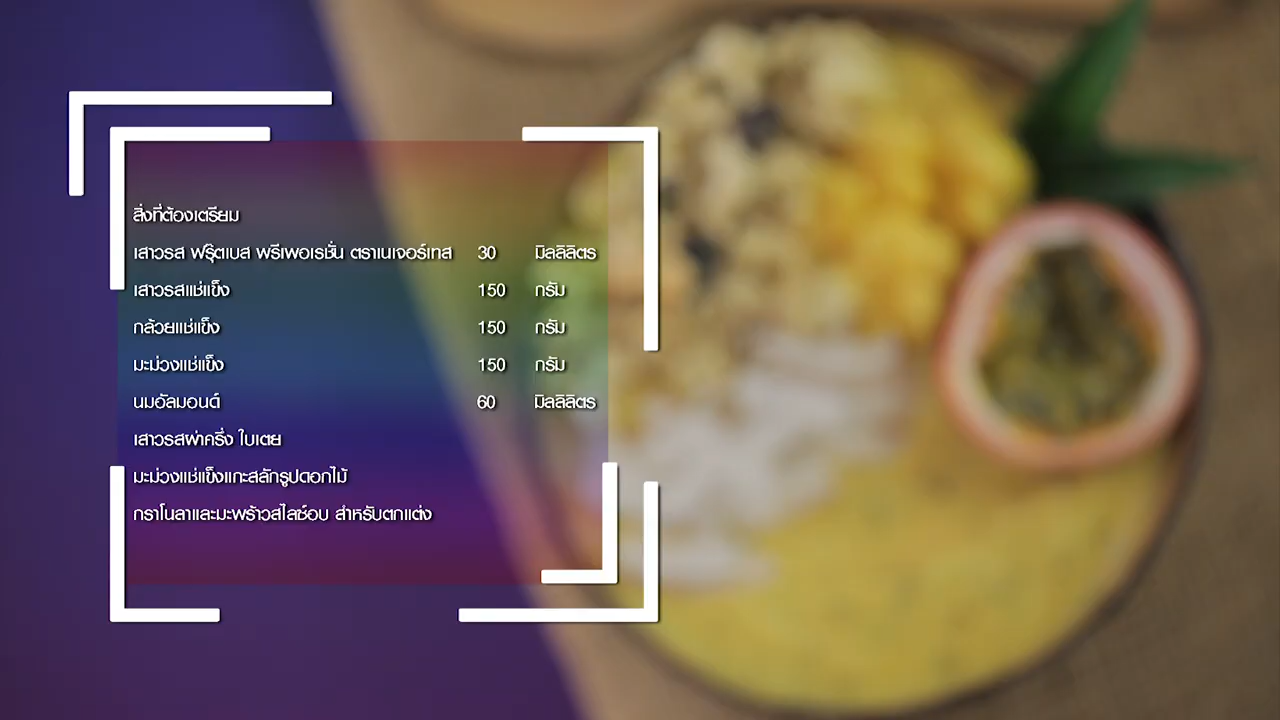 สิ่งที่ต้องเตรียม
เสาวรส ฟรุ๊ตเบส พรีเพอเรชั่น ตราเนเจอร์เทส 30 มิลลิลิตร
เสาวรสแช่แข็ง 150 กรัม
กล้วยแช่แข็ง 150 กรัม
มะม่วงแช่แข็ง 150 กรัม
นมอัลมอนด์ 60 มิลลิลิตร
เสาวรสผ่าครึ่ง ใบเตย
มะม่วงแช่แข็งแกะสลักรูปดอกไม้
กราโนลาและมะพร้าวสไลซ์อบ สำหรับตกแต่ง